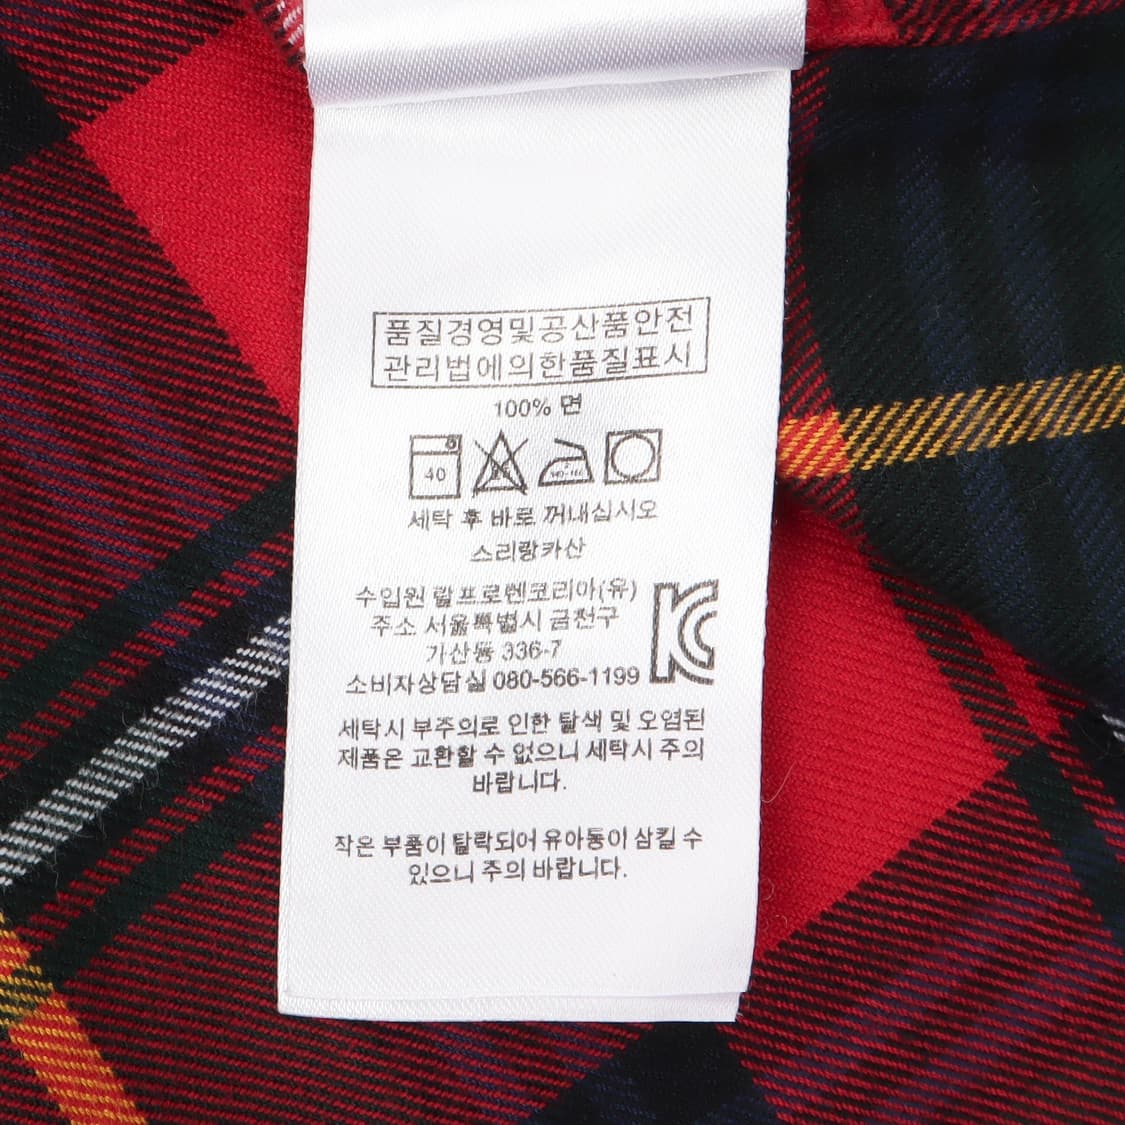 품질경영및공산품안전
관리법에의한품질표시
100% 면
40
세탁 후 바로 꺼내십시오
스리랑카산
수입원 랄프로렌코리아(유)
주소 서울특별시 금천구
가산동 336-7
소비자상담실 080-566-1199
세탁시 부주의로 인한 탈색 및 오염된
제품은 교환할 수 없으니 세탁시 주의
바랍니다.
작은 부품이 탈락되어 유아동이 삼킬 수
있으니 주의 바랍니다.